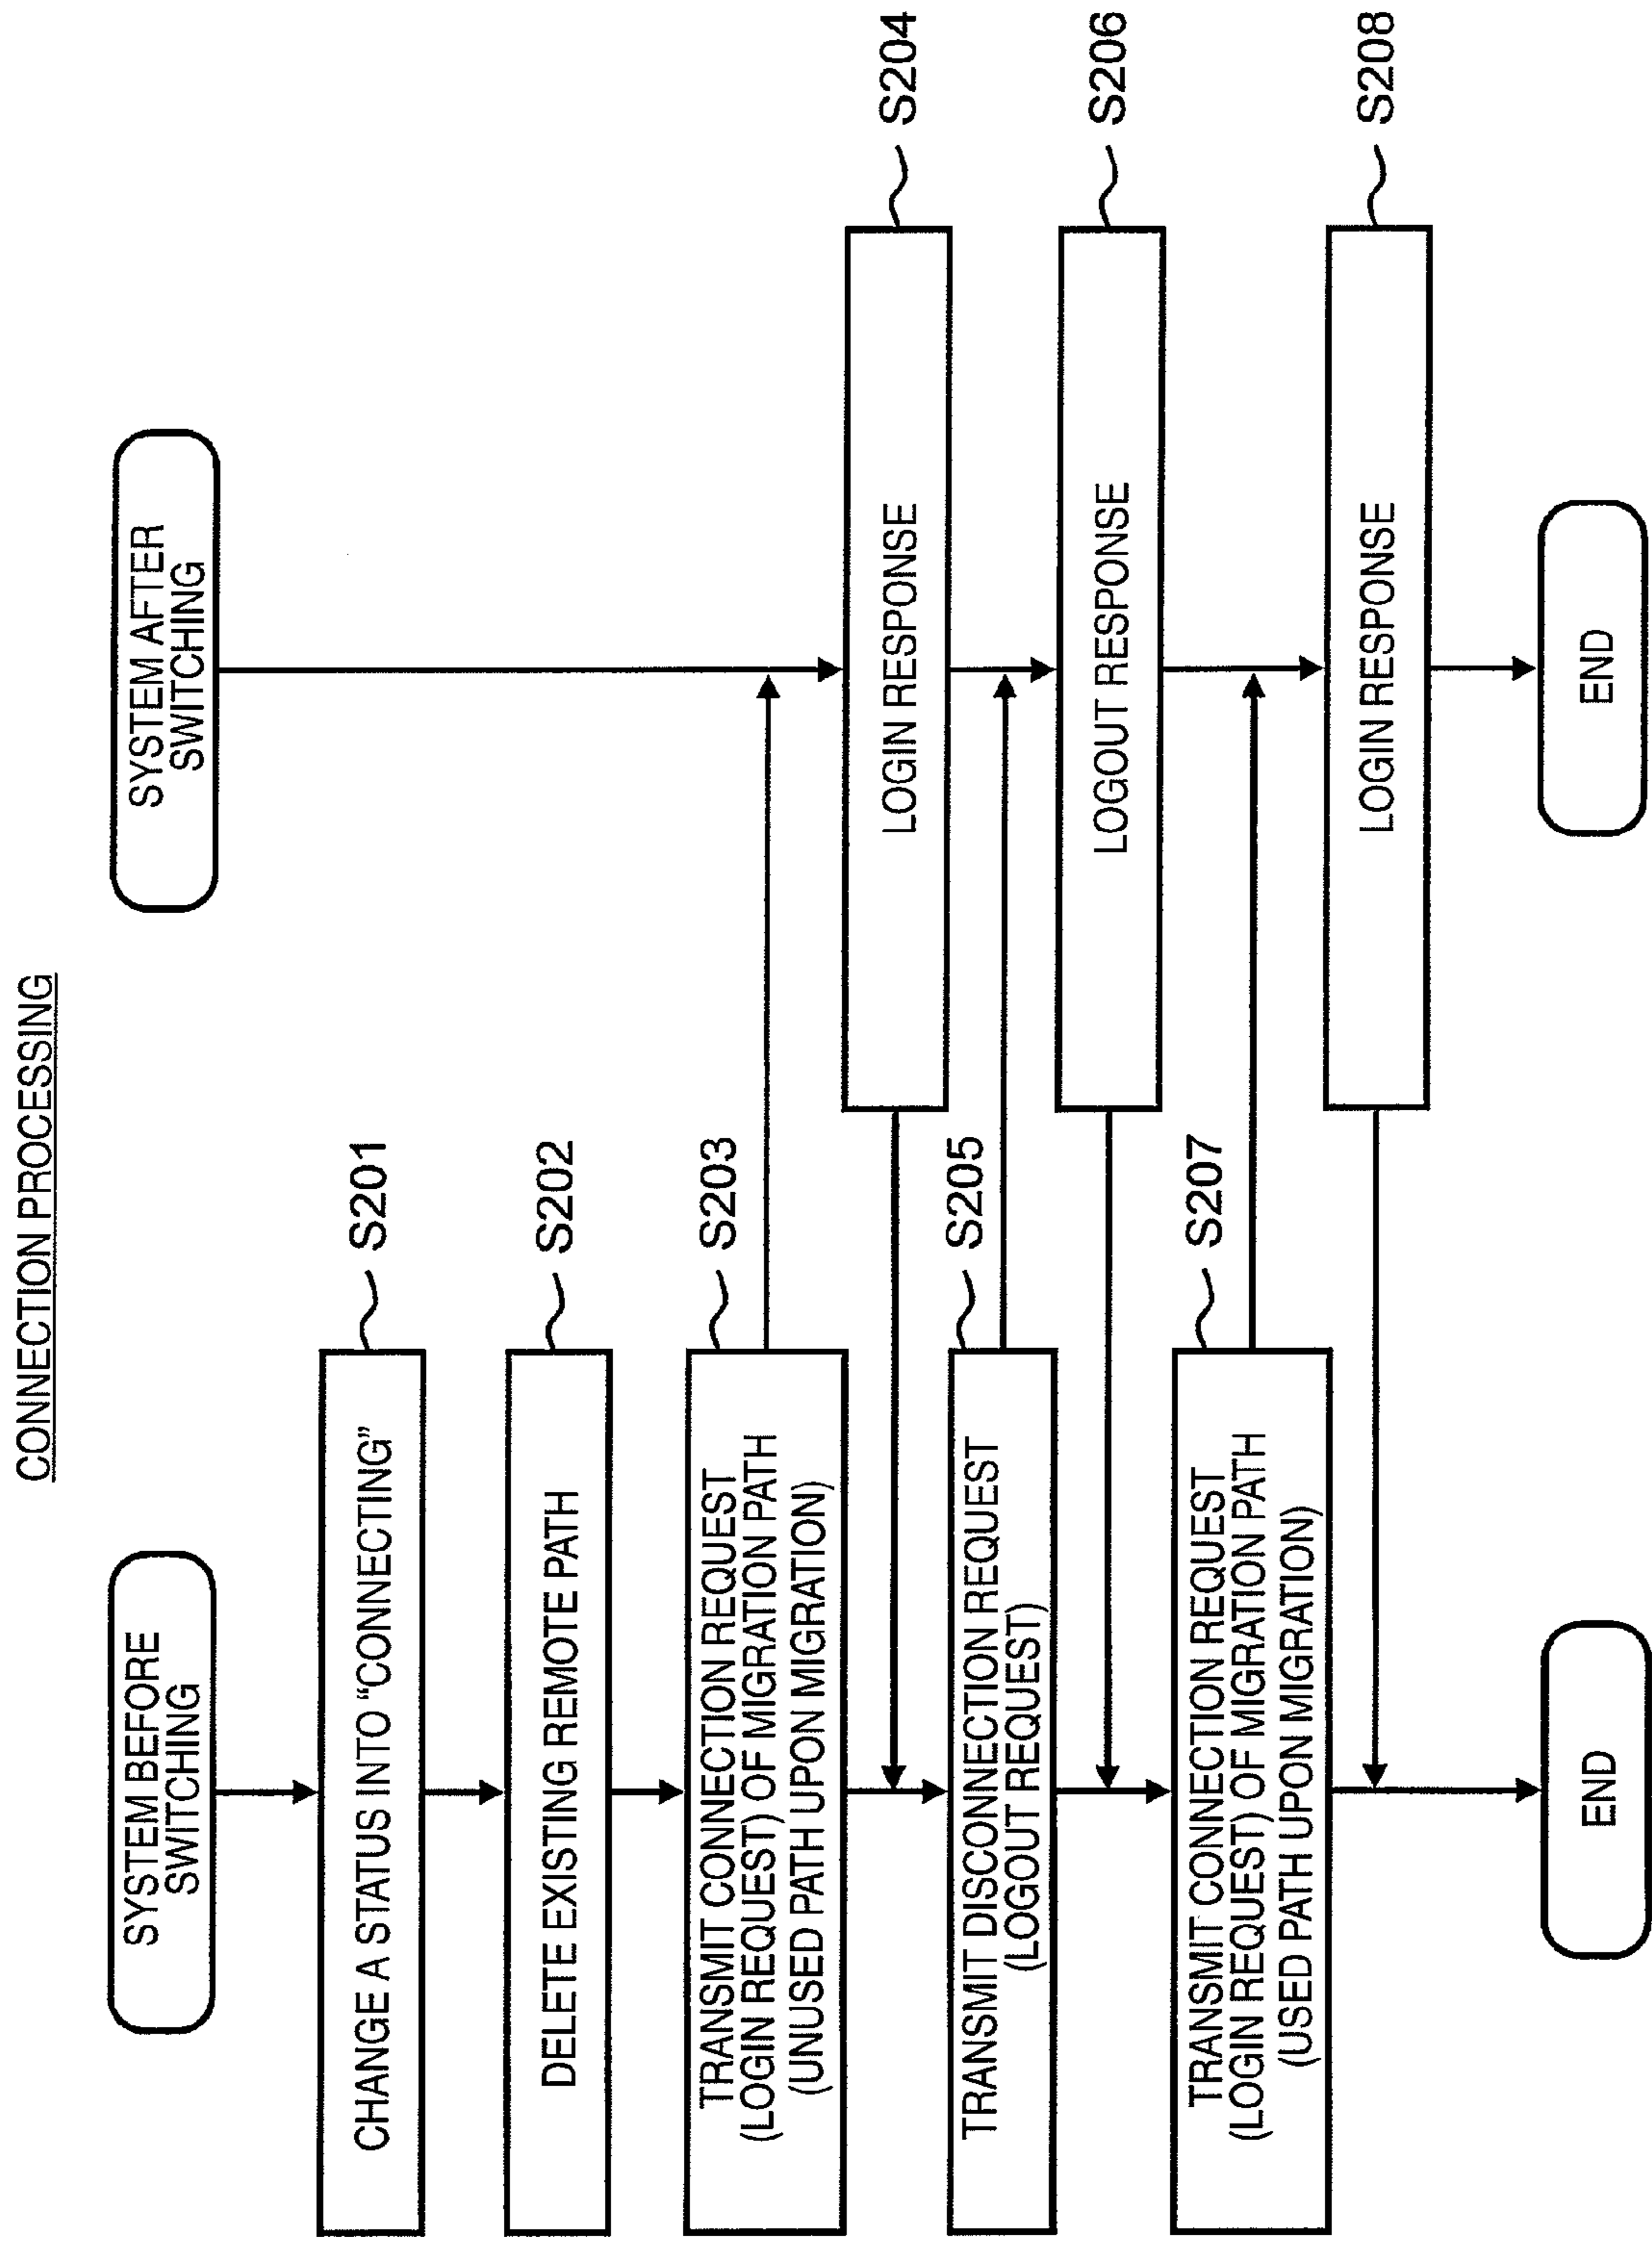 CONNECTION PROCESSING
SYSTEM BEFORE
SWITCHING
SYSTEM AFTER
SWITCHING
S201
CHANGE A STATUS INTO "CONNECTING"
S202
DELETE EXISTING REMOTE PATH
S203
TRANSMIT CONNECTION REQUEST
(LOGIN REQUEST) OF MIGRATION PATH
(UNUSED PATH UPON MIGRATION)
S204
LOGIN RESPONSE
S205
TRANSMIT DISCONNECTION REQUEST
(LOGOUT REQUEST)
S206
LOGOUT RESPONSE
S207
TRANSMIT CONNECTION REQUEST
(LOGIN REQUEST) OF MIGRATION PATH
(USED PATH UPON MIGRATION)
S208
LOGIN RESPONSE
END
END